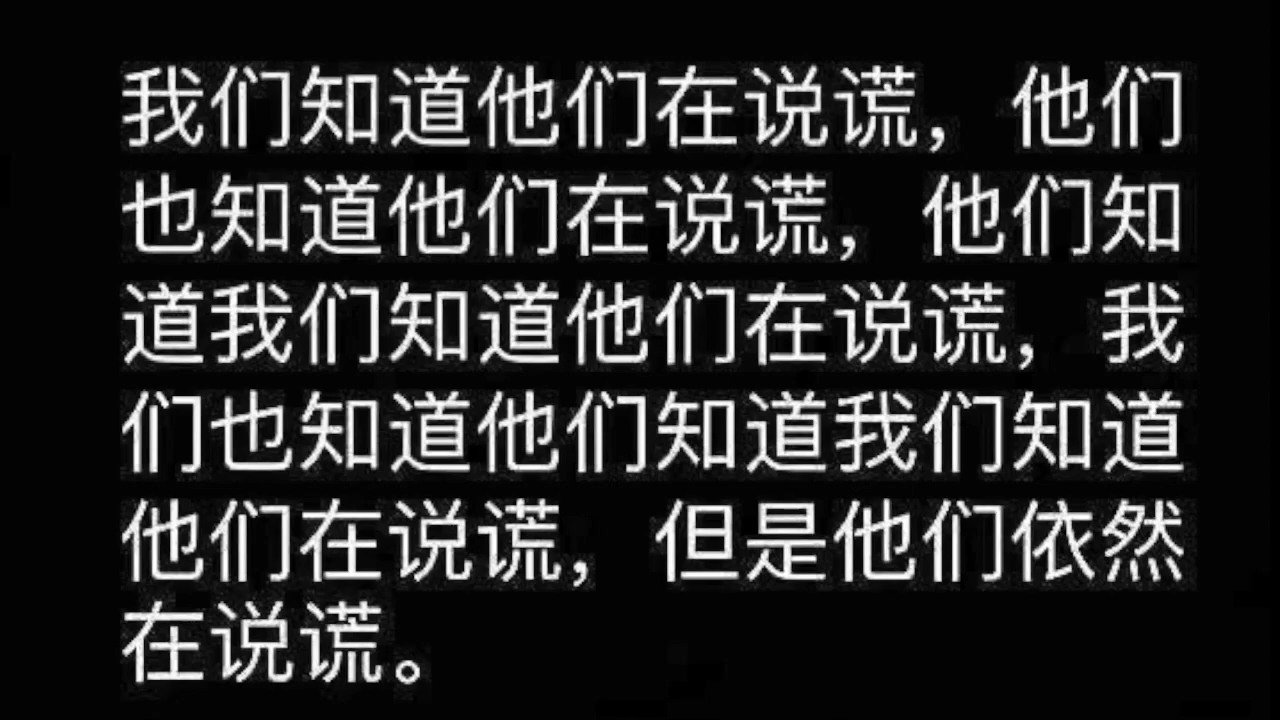 我们知道他们在说谎，他们
也知道他们在说谎，他们知
道我们知道他们在说谎，我
们也知道他们知道我们知道
他们在说谎，但是他们依然
在说谎。